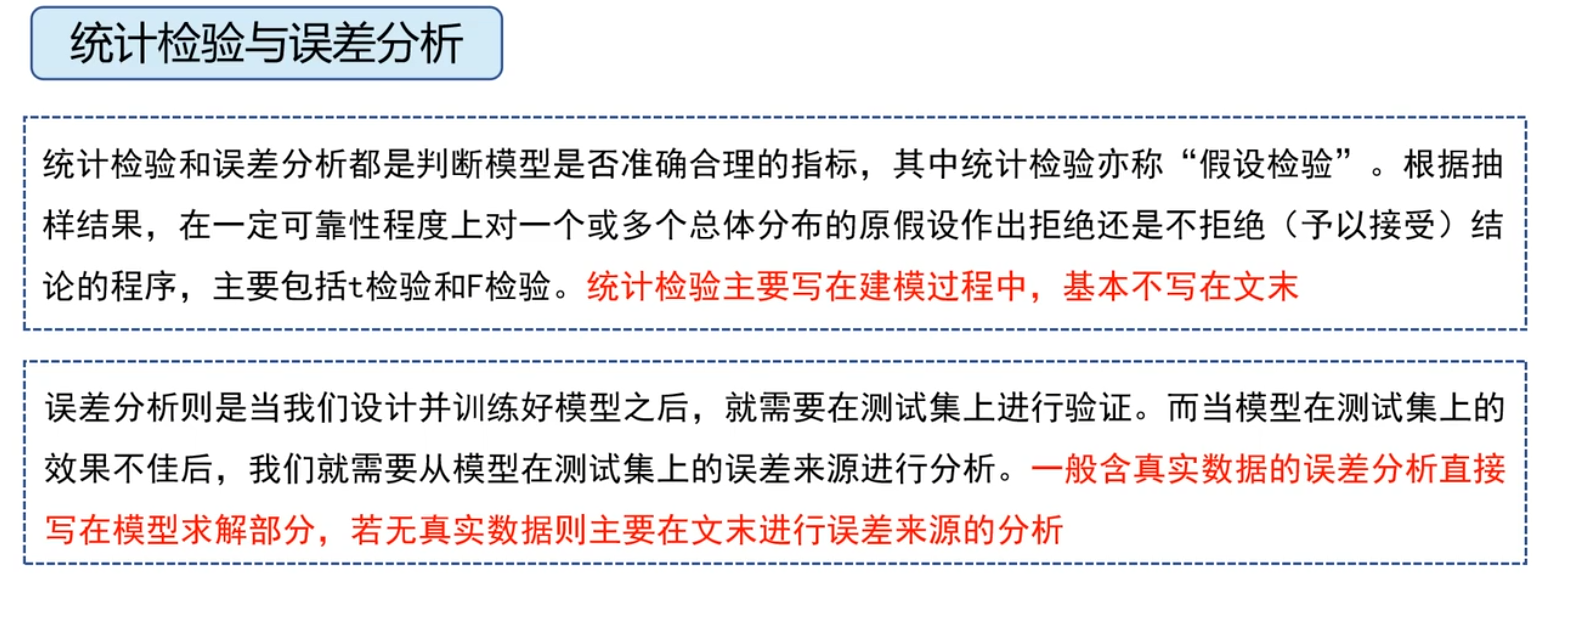 统计检验与误差分析
统计检验和误差分析都是判断模型是否准确合理的指标，其中统计检验亦称“假设检验”。根据抽
样结果，在一定可靠性程度上对一个或多个总体分布的原假设作出拒绝还是不拒绝（予以接受）结
论的程序，主要包括t检验和F检验。统计检验主要写在建模过程中，基本不写在文末
误差分析则是当我们设计并训练好模型之后，就需要在测试集上进行验证。而当模型在测试集上的
效果不佳后，我们就需要从模型在测试集上的误差来源进行分析。一般含真实数据的误差分析直接
写在模型求解部分，若无真实数据则主要在文末进行误差来源的分析